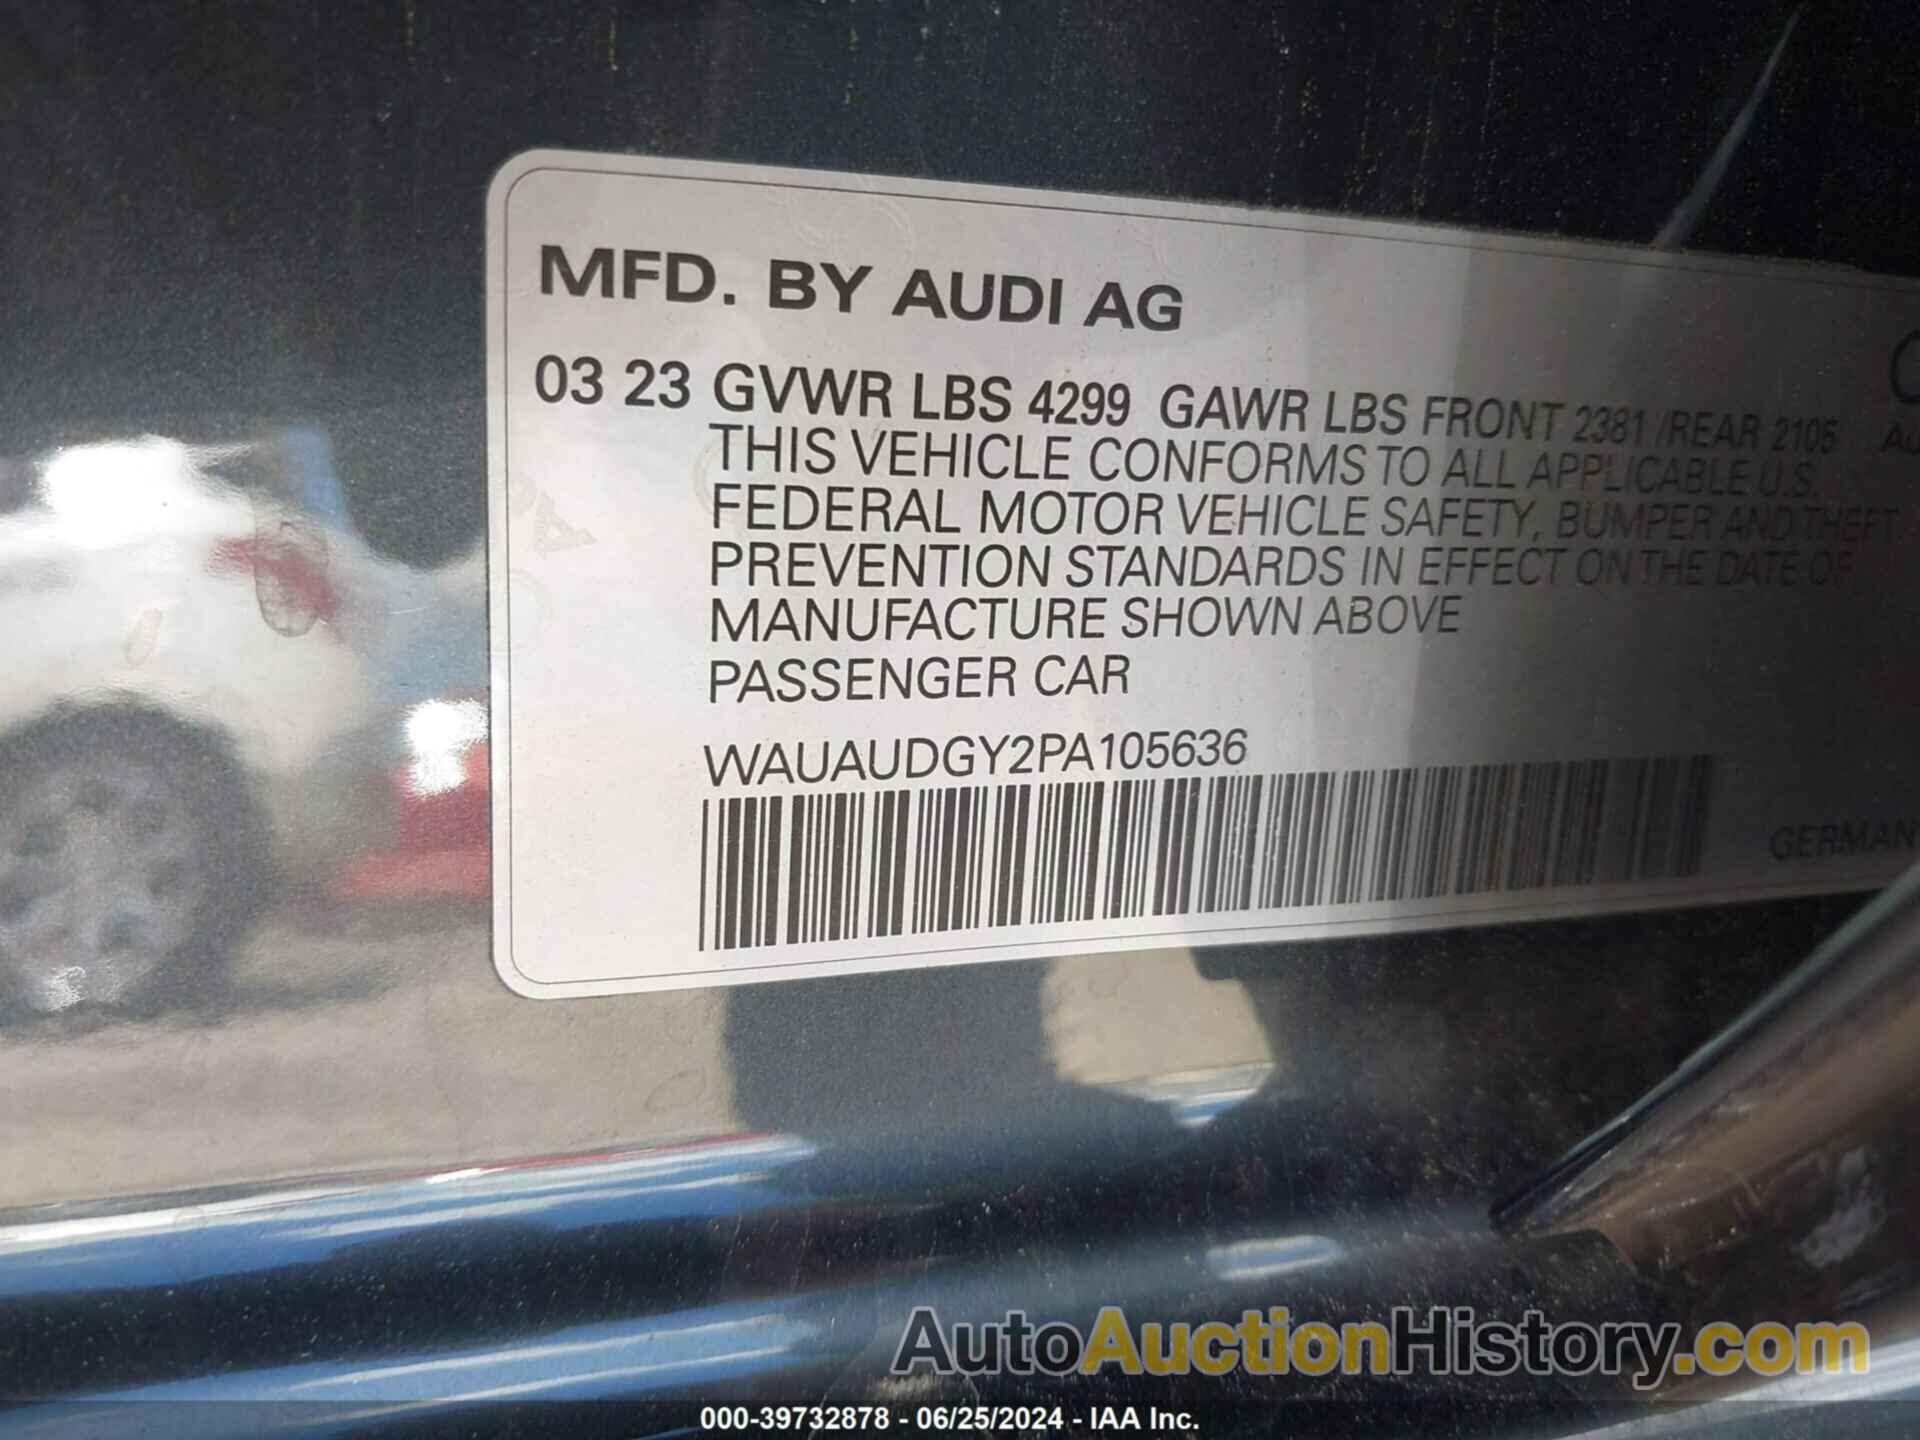 MFD. BY AUDI AG
03 23 GVWR LBS 4299 GAWR LBS FRONT 2381 /REAR 2105
THIS VEHICLE CONFORMS TO ALL APPLICABLE U.S.
FEDERAL MOTOR VEHICLE SAFETY, BUMPER AND THEFT
PREVENTION STANDARDS IN EFFECT ON THE DATE OF
MANUFACTURE SHOWN ABOVE
PASSENGER CAR
WAUAUDGY2PA105636
GERMAN
AutoAuctionHistory.com
000-39732878 - 06/25/2024 - IAA Inc.